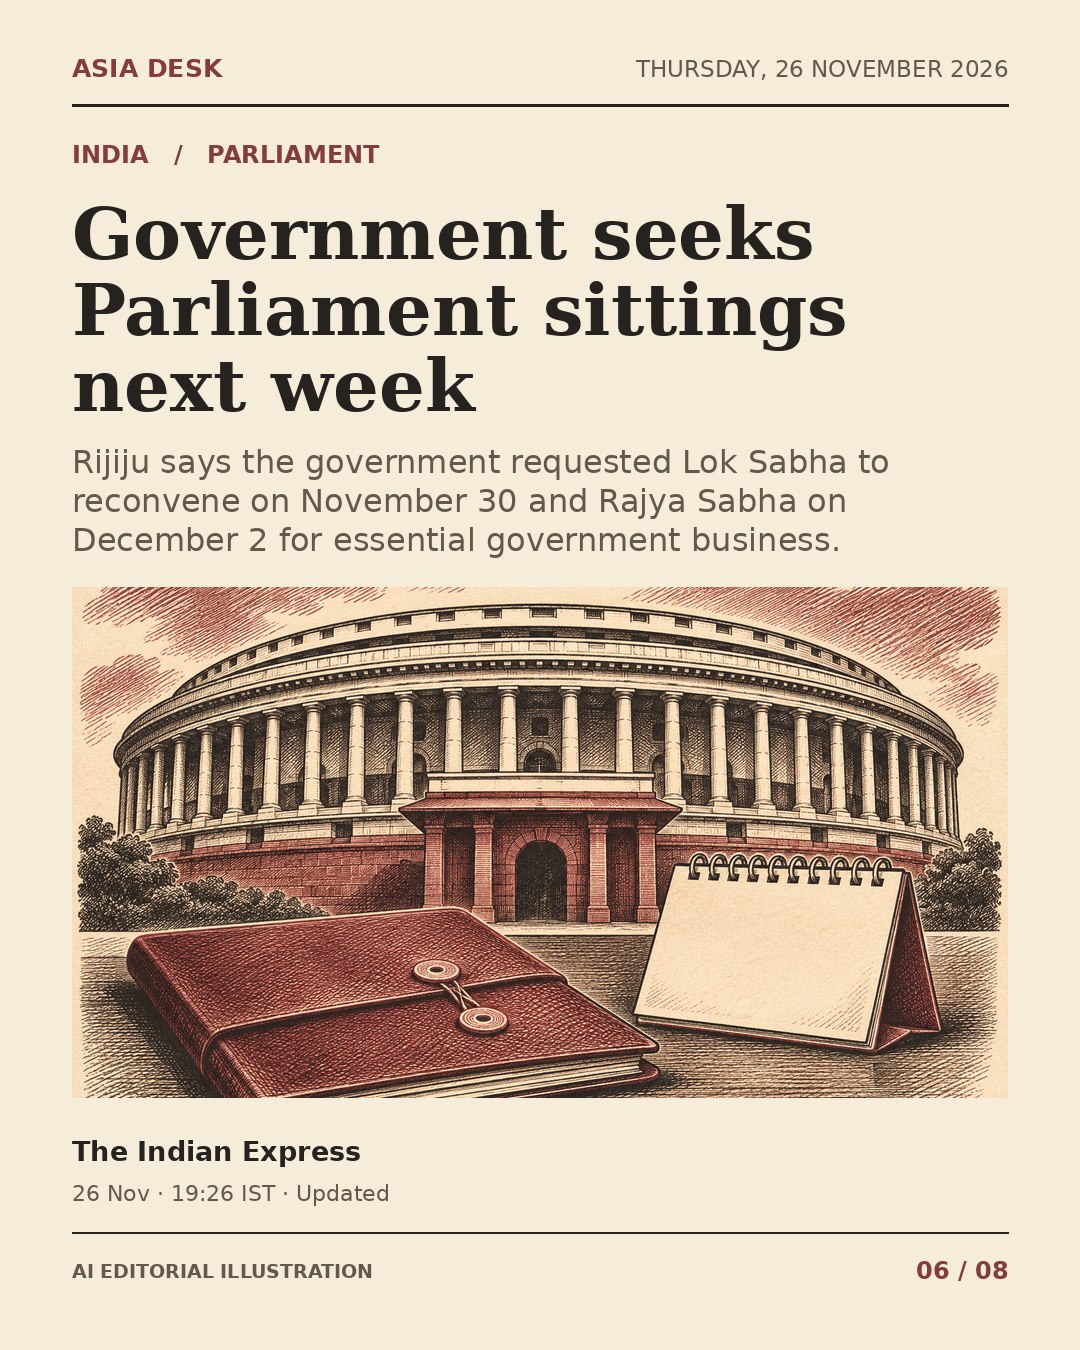 ASIA DESK
THURSDAY, 26 NOVEMBER 2026
INDIA / PARLIAMENT
Government seeks
Parliament sittings
next week
Rijiju says the government requested Lok Sabha to
reconvene on November 30 and Rajya Sabha on
December 2 for essential government business.
The Indian Express
26 Nov · 19:26 IST · Updated
AI EDITORIAL ILLUSTRATION
06 / 08